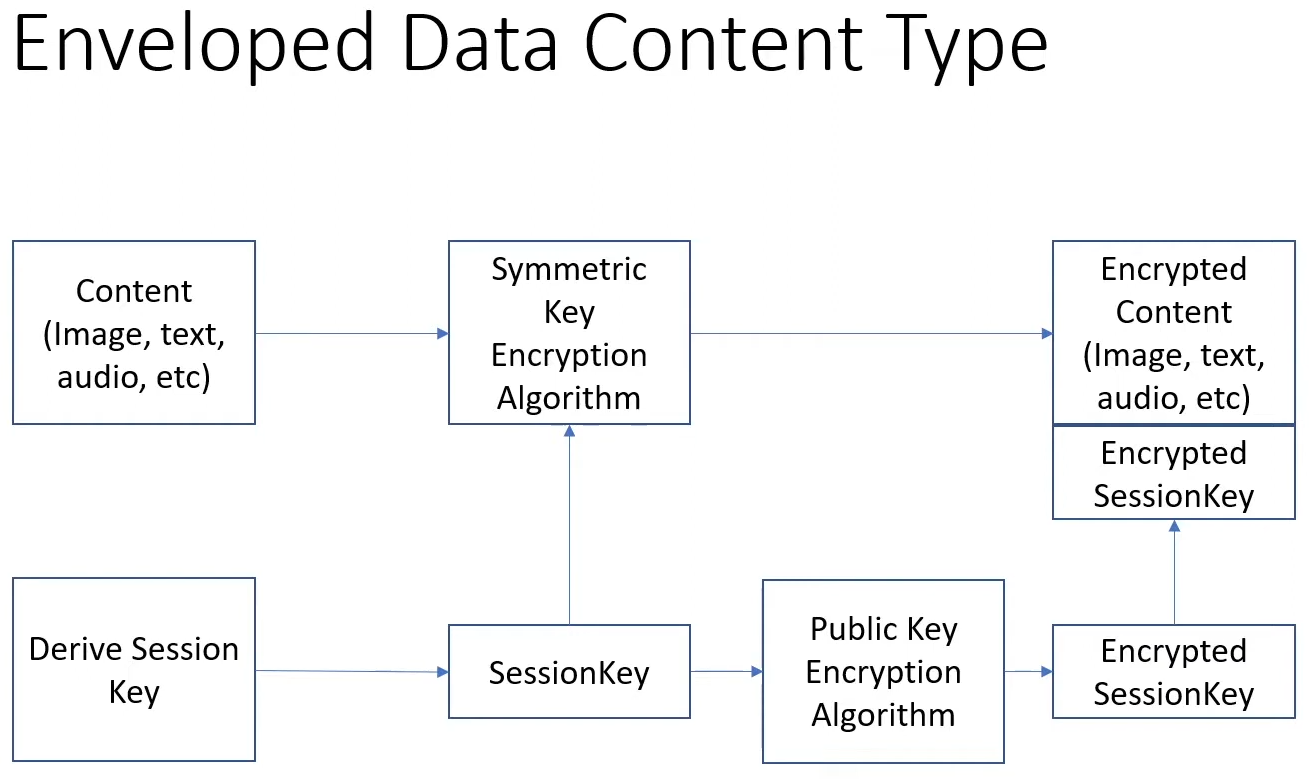 Enveloped Data Content Type
Content
(Image, text,
audio, etc)
Symmetric
Key
Encryption
Algorithm
Encrypted
Content
(Image, text,
audio, etc)
Encrypted
SessionKey
Derive Session
Key
SessionKey
Public Key
Encryption
Algorithm
Encrypted
SessionKey